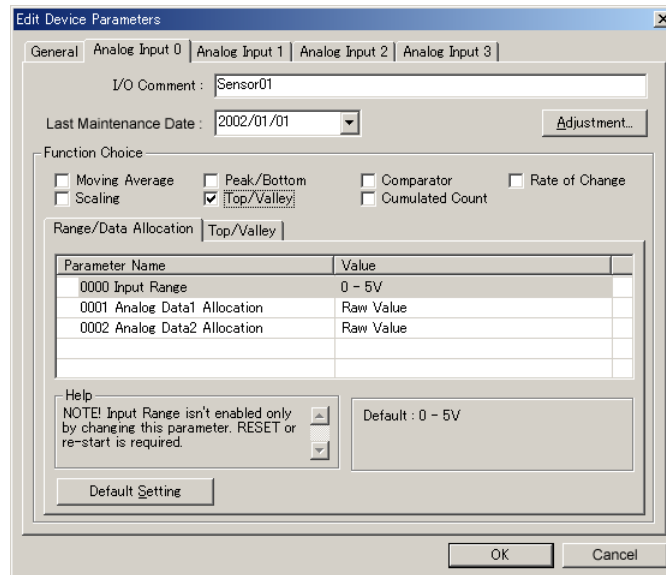 Edit Device Parameters
General Analog Input 0 Analog Input 1 Analog Input 2 Analog Input 3
I/O Comment : Sensor01
Last Maintenance Date : 2002/01/01 Adjustment...
Function Choice
Moving Average Peak/Bottom Comparator Rate of Change
Scaling Top/Valley Cumulated Count
Range/Data Allocation Top/Valley
Parameter Name Value
0000 Input Range 0 - 5V
0001 Analog Data1 Allocation Raw Value
0002 Analog Data2 Allocation Raw Value
Help
NOTE! Input Range isn't enabled only
by changing this parameter. RESET or
re-start is required.
Default : 0 - 5V
Default Setting
OK Cancel